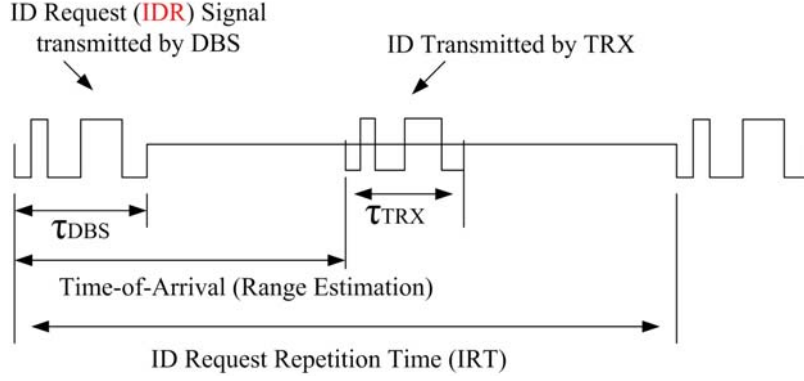 ID Request (IDR) Signal
transmitted by DBS
ID Transmitted by TRX
τDBS
τTRX
Time-of-Arrival (Range Estimation)
ID Request Repetition Time (IRT)